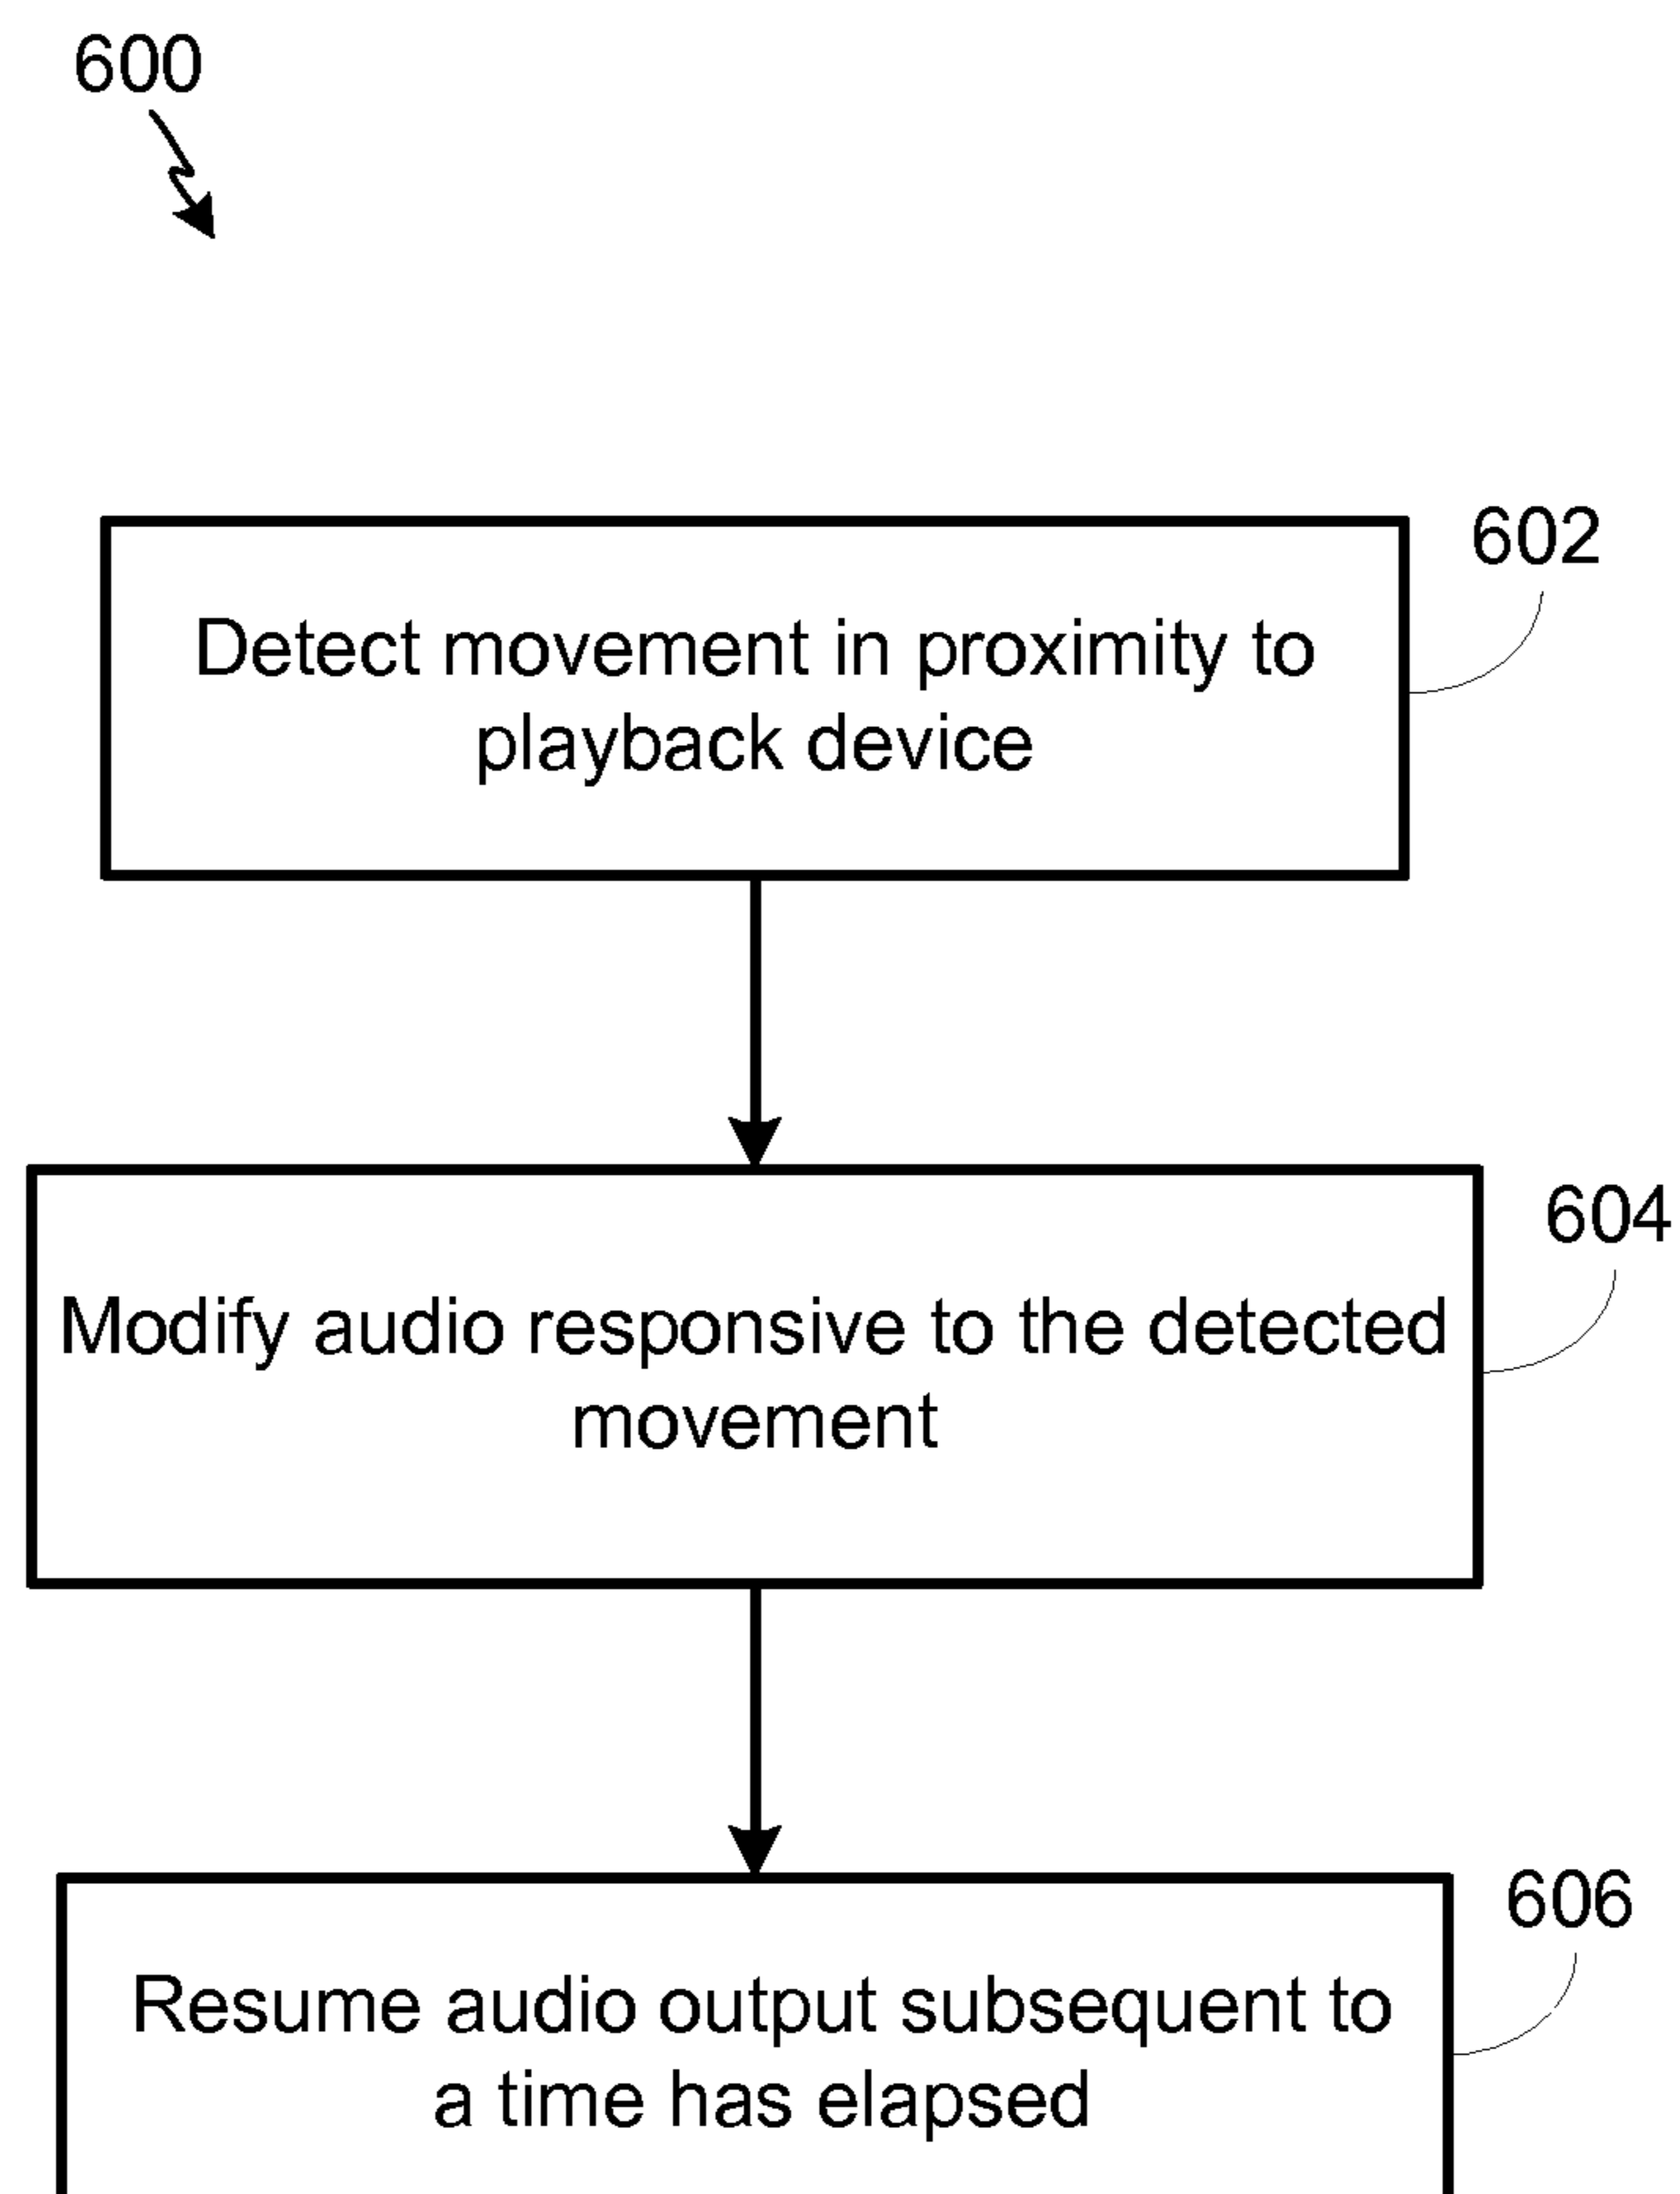 600
602
Detect movement in proximity to
playback device
604
Modify audio responsive to the detected
movement
606
Resume audio output subsequent to
a time has elapsed